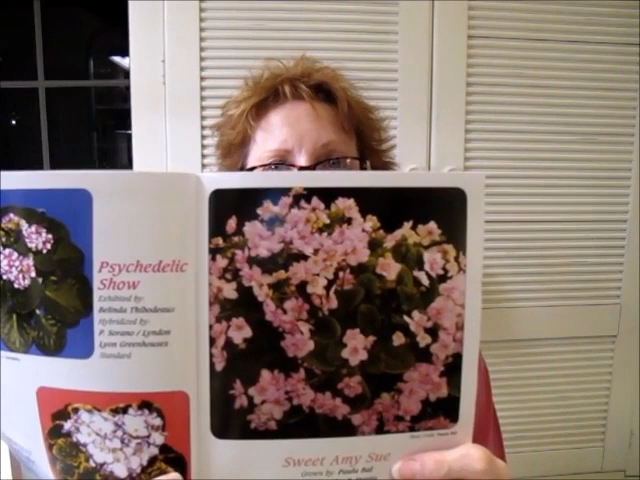 Psychedelic
Show
Exhibited by:
Belinda Thibodeaux
Hybridized by:
P. Sorano / Lyndon
Lyon Greenhouses
Standard
Sweet Amy Sue
Grown by: Paula Bal